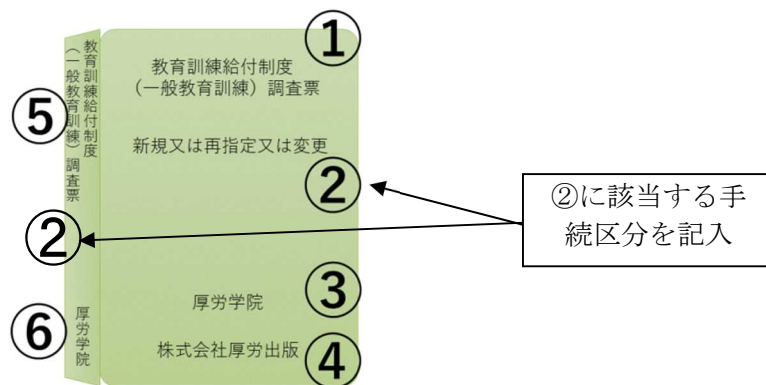 ①
教育訓練給付制度
（一般教育訓練）調査票
新規又は再指定又は変更
②
③
厚労学院
株式会社厚労出版
④
⑤
教育訓練給付制度
（一般教育訓練）調査票
②
⑥
厚労学院
②に該当する手
続区分を記入